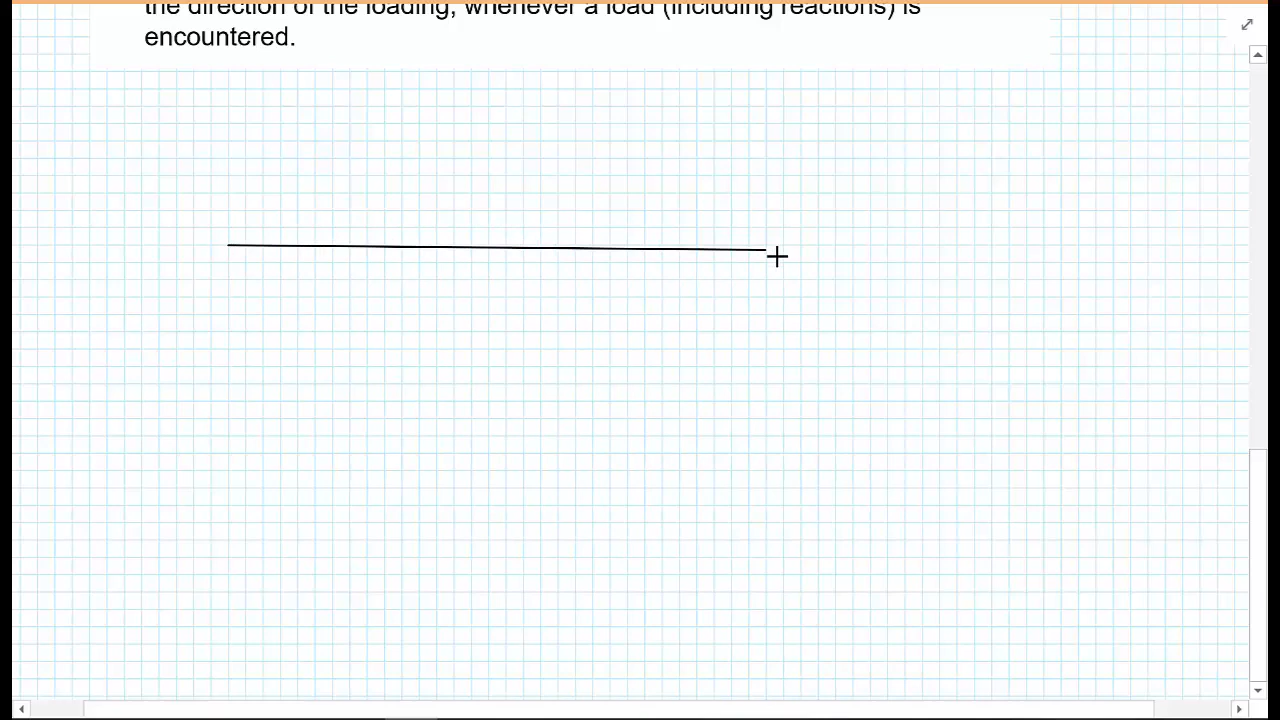 the direction of the loading, whenever a load (including reactions) is
encountered.